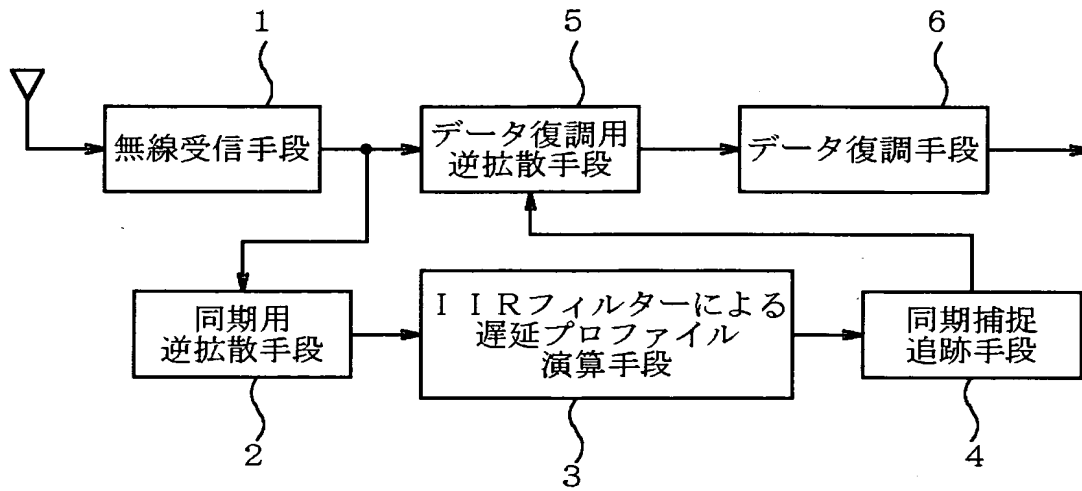 1
5
6
無線受信手段
データ復調用
逆拡散手段
データ復調手段
同期用
逆拡散手段
ＩＩＲフィルターによる
遅延プロファイル
演算手段
同期捕捉
追跡手段
2
3
4